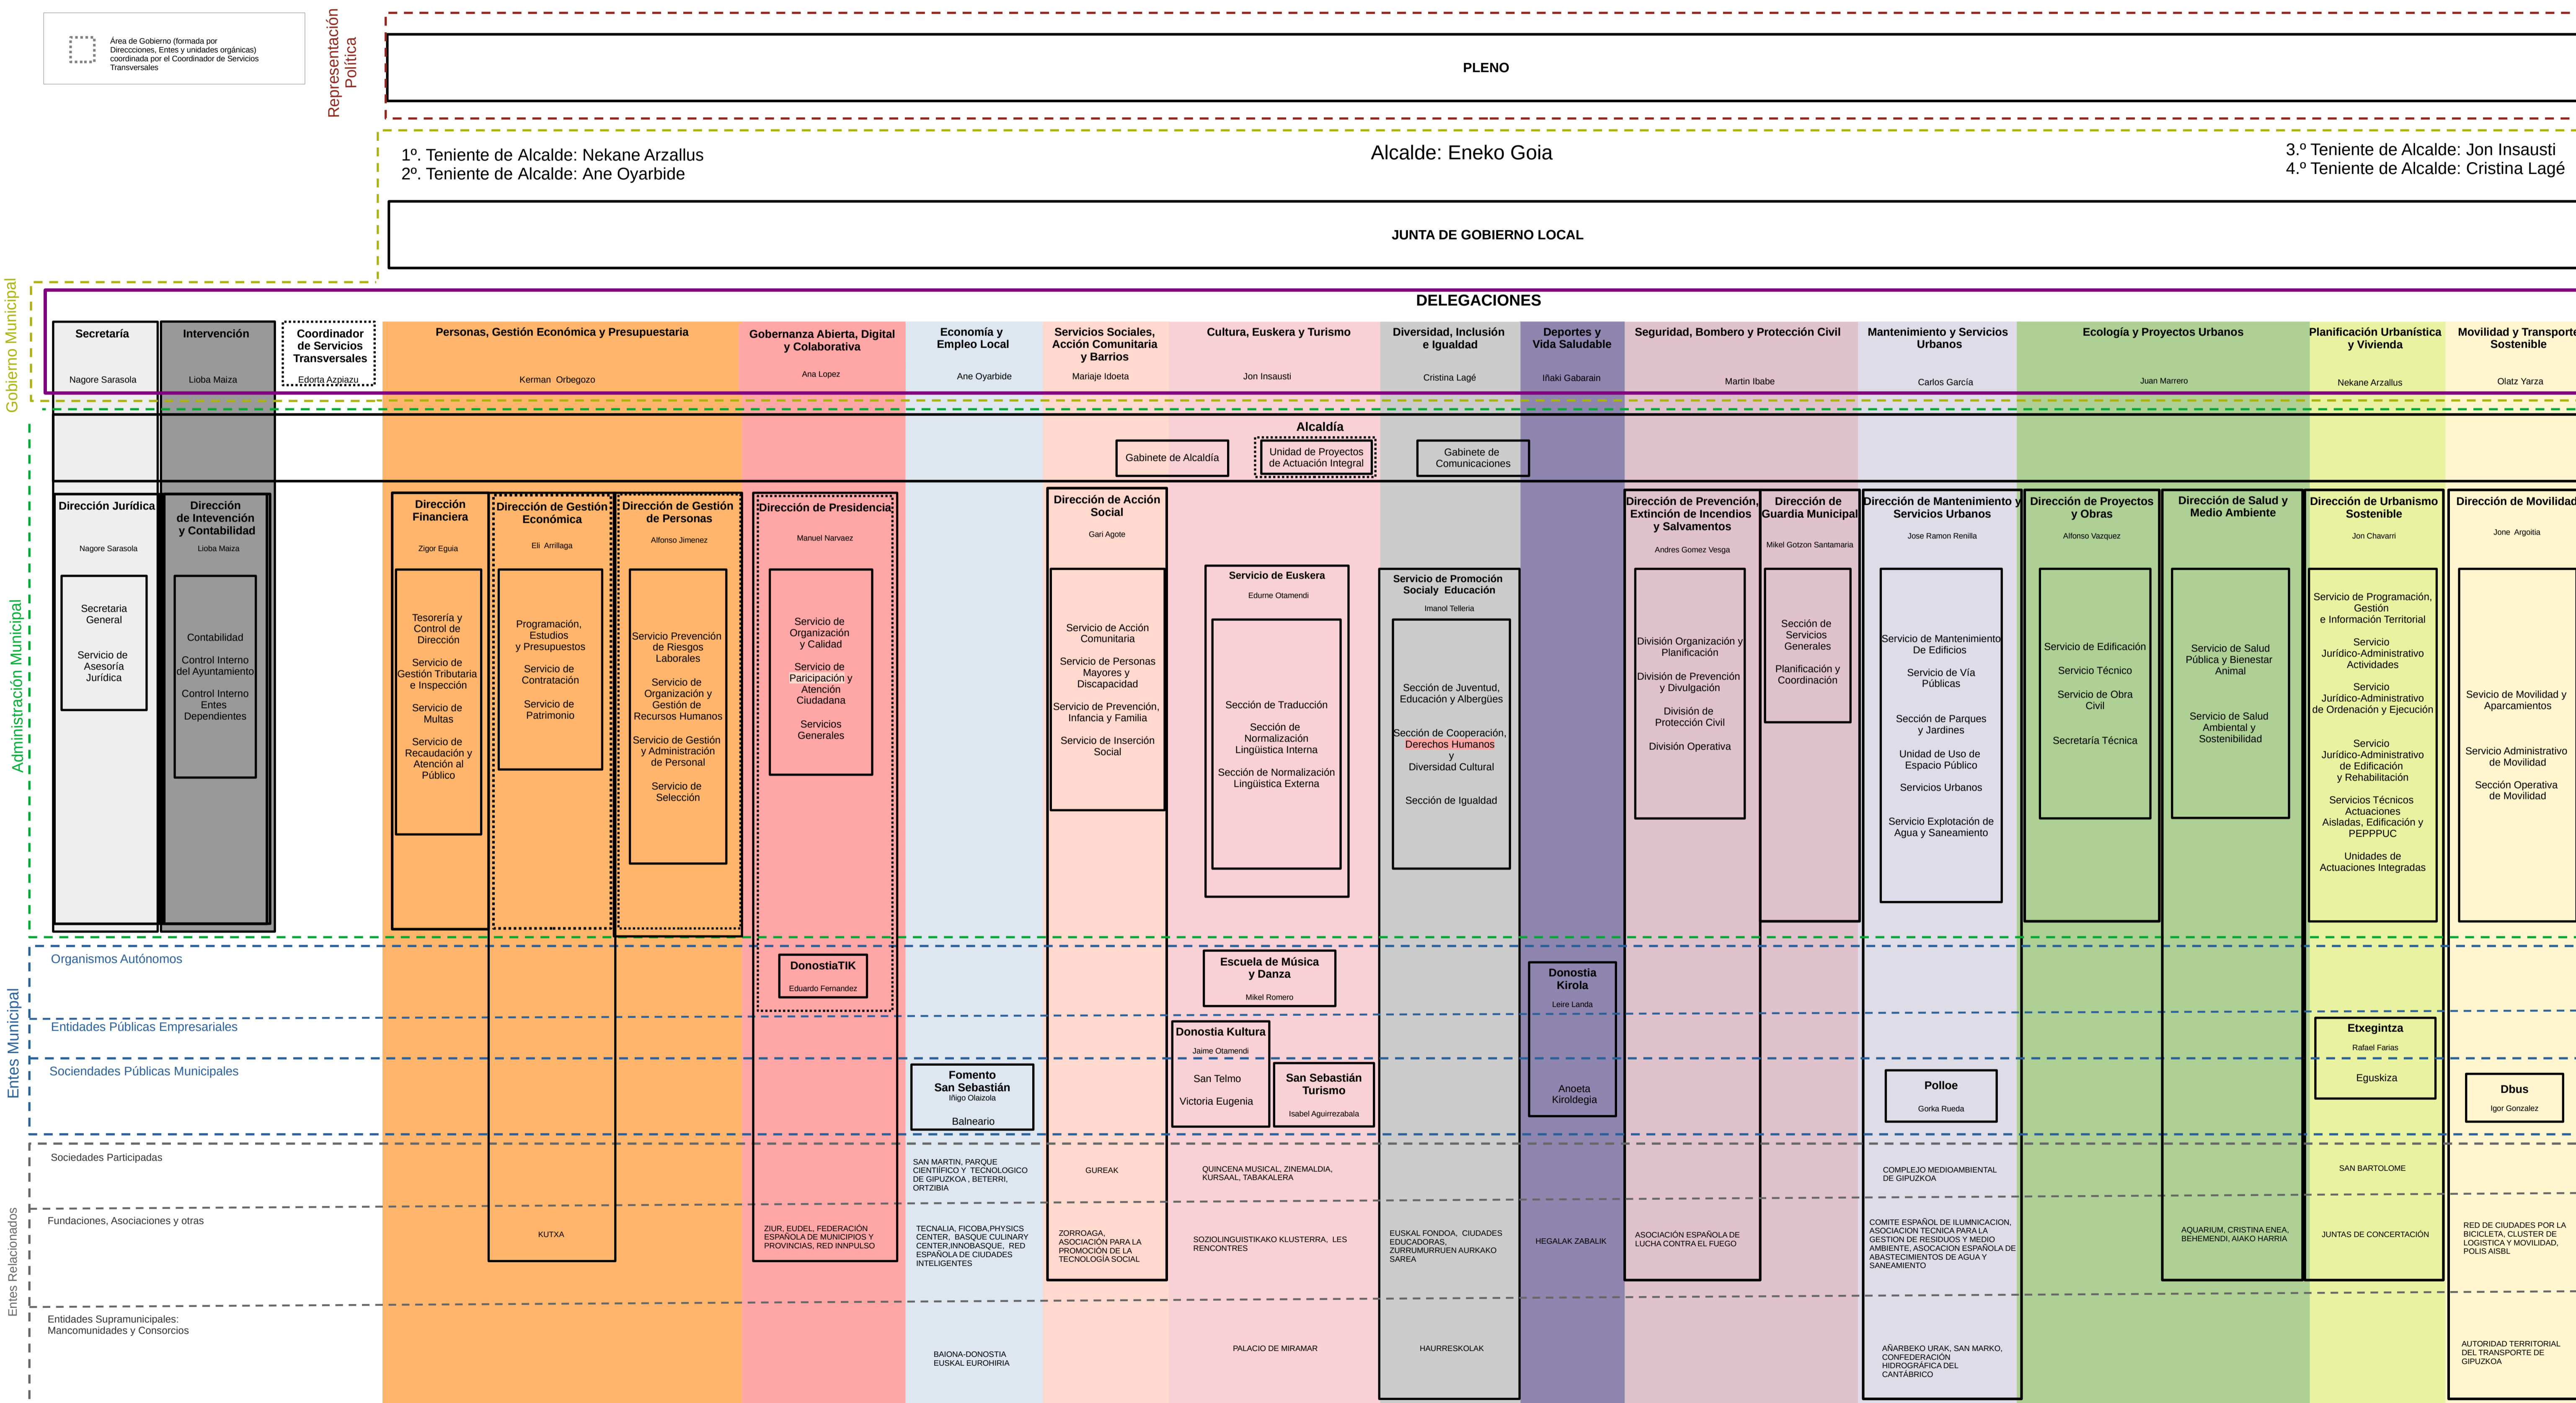 Área de Gobierno (formada por
Direccciones, Entes y unidades orgánicas)
coordinada por el Coordinador de Servicios
Transversales
Representación
Política
PLENO
1º. Teniente de Alcalde: Nekane Arzallus
2º. Teniente de Alcalde: Ane Oyarbide
Alcalde: Eneko Goia
3.º Teniente de Alcalde: Jon Insausti
4.º Teniente de Alcalde: Cristina Lagé
JUNTA DE GOBIERNO LOCAL
Gobierno Municipal
DELEGACIONES
Secretaría
Nagore Sarasola
Intervención
Lioba Maiza
Coordinador
de Servicios
Transversales
Edorta Azpiazu
Personas, Gestión Económica y Presupuestaria
Kerman Orbegozo
Gobernanza Abierta, Digital
y Colaborativa
Ana Lopez
Economía y
Empleo Local
Ane Oyarbide
Servicios Sociales,
Acción Comunitaria
y Barrios
Mariaje Idoeta
Cultura, Euskera y Turismo
Jon Insausti
Diversidad, Inclusión
e Igualdad
Cristina Lagé
Deportes y
Vida Saludable
Iñaki Gabarain
Seguridad, Bombero y Protección Civil
Martin Ibabe
Mantenimiento y Servicios
Urbanos
Carlos García
Ecología y Proyectos Urbanos
Juan Marrero
Planificación Urbanística
y Vivienda
Nekane Arzallus
Movilidad y Transporte
Sostenible
Olatz Yarza
Administración Municipal
Alcaldía
Gabinete de Alcaldía
Unidad de Proyectos
de Actuación Integral
Gabinete de
Comunicaciones
Dirección Jurídica
Nagore Sarasola
Secretaria
General
Servicio de
Asesoría
Jurídica
Dirección
de Intevención
y Contabilidad
Lioba Maiza
Contabilidad
Control Interno
del Ayuntamiento
Control Interno
Entes
Dependientes
Dirección
Financiera
Zigor Eguia
Tesorería y
Control de
Dirección
Servicio de
Gestión Tributaria
e Inspección
Servicio de
Multas
Servicio de
Recaudación y
Atención al
Público
Dirección de Gestión
Económica
Eli Arrillaga
Programación,
Estudios
y Presupuestos
Servicio de
Contratación
Servicio de
Patrimonio
Dirección de Gestión
de Personas
Alfonso Jimenez
Servicio Prevención
de Riesgos
Laborales
Servicio de
Organización y
Gestión de
Recursos Humanos
Servicio de Gestión
y Administración
de Personal
Servicio de
Selección
Dirección de Presidencia
Manuel Narvaez
Servicio de
Organización
y Calidad
Servicio de
Paricipación y
Atención
Ciudadana
Servicios
Generales
Dirección de Acción
Social
Gari Agote
Servicio de Acción
Comunitaria
Servicio de Personas
Mayores y
Discapacidad
Servicio de Prevención,
Infancia y Familia
Servicio de Inserción
Social
Servicio de Euskera
Edurne Otamendi
Sección de Traducción
Sección de
Normalización
Lingüistica Interna
Sección de Normalización
Lingüistica Externa
Servicio de Promoción
Socialy Educación
Imanol Telleria
Sección de Juventud,
Educación y Albergües
Sección de Cooperación,
Derechos Humanos
y
Diversidad Cultural
Sección de Igualdad
Dirección de Prevención,
Extinción de Incendios
y Salvamentos
Andres Gomez Vesga
División Organización y
Planificación
División de Prevención
y Divulgación
División de
Protección Civil
División Operativa
Dirección de
Guardia Municipal
Mikel Gotzon Santamaria
Sección de
Servicios
Generales
Planificación y
Coordinación
Dirección de Mantenimiento y
Servicios Urbanos
Jose Ramon Renilla
Servicio de Mantenimiento
De Edificios
Servicio de Vía
Públicas
Sección de Parques
y Jardines
Unidad de Uso de
Espacio Público
Servicios Urbanos
Servicio Explotación de
Agua y Saneamiento
Dirección de Proyectos
y Obras
Alfonso Vazquez
Servicio de Edificación
Servicio Técnico
Servicio de Obra
Civil
Secretaría Técnica
Dirección de Salud y
Medio Ambiente
Servicio de Salud
Pública y Bienestar
Animal
Servicio de Salud
Ambiental y
Sostenibilidad
Dirección de Urbanismo
Sostenible
Jon Chavarri
Servicio de Programación,
Gestión
e Información Territorial
Servicio
Jurídico-Administrativo
Actividades
Servicio
Jurídico-Administrativo
de Ordenación y Ejecución
Servicio
Jurídico-Administrativo
de Edificación
y Rehabilitación
Servicios Técnicos
Actuaciones
Aisladas, Edificación y
PEPPPUC
Unidades de
Actuaciones Integradas
Dirección de Movilidad
Jone Argoitia
Sevicio de Movilidad y
Aparcamientos
Servicio Administrativo
de Movilidad
Sección Operativa
de Movilidad
Entes Municipal
Organismos Autónomos
DonostiaTIK
Eduardo Fernandez
Escuela de Música
y Danza
Mikel Romero
Donostia
Kirola
Leire Landa
Anoeta
Kiroldegia
Entidades Públicas Empresariales
Donostia Kultura
Jaime Otamendi
San Telmo
Victoria Eugenia
Etxegintza
Rafael Farias
Eguskiza
Sociendades Públicas Municipales
Fomento
San Sebastián
Iñigo Olaizola
Balneario
San Sebastián
Turismo
Isabel Aguirrezabala
Polloe
Gorka Rueda
Dbus
Igor Gonzalez
Entes Relacionados
Sociedades Participadas
SAN MARTIN, PARQUE
CIENTIÍFICO Y TECNOLOGICO
DE GIPUZKOA , BETERRI,
ORTZIBIA
GUREAK
QUINCENA MUSICAL, ZINEMALDIA,
KURSAAL, TABAKALERA
COMPLEJO MEDIOAMBIENTAL
DE GIPUZKOA
SAN BARTOLOME
Fundaciones, Asociaciones y otras
KUTXA
ZIUR, EUDEL, FEDERACIÓN
ESPAÑOLA DE MUNICIPIOS Y
PROVINCIAS, RED INNPULSO
TECNALIA, FICOBA,PHYSICS
CENTER, BASQUE CULINARY
CENTER,INNOBASQUE, RED
ESPAÑOLA DE CIUDADES
INTELIGENTES
ZORROAGA,
ASOCIACIÓN PARA LA
PROMOCIÓN DE LA
TECNOLOGÍA SOCIAL
SOZIOLINGUISTIKAKO KLUSTERRA, LES
RENCONTRES
EUSKAL FONDOA, CIUDADES
EDUCADORAS,
ZURRUMURRUEN AURKAKO
SAREA
HEGALAK ZABALIK
ASOCIACIÓN ESPAÑOLA DE
LUCHA CONTRA EL FUEGO
COMITE ESPAÑOL DE ILUMNICACION,
ASOCIACION TECNICA PARA LA
GESTION DE RESIDUOS Y MEDIO
AMBIENTE, ASOCACION ESPAÑOLA DE
ABASTECIMIENTOS DE AGUA Y
SANEAMIENTO
AQUARIUM, CRISTINA ENEA,
BEHEMENDI, AIAKO HARRIA
JUNTAS DE CONCERTACIÓN
RED DE CIUDADES POR LA
BICICLETA, CLUSTER DE
LOGISTICA Y MOVILIDAD,
POLIS AISBL
Entidades Supramunicipales:
Mancomunidades y Consorcios
BAIONA-DONOSTIA
EUSKAL EUROHIRIA
PALACIO DE MIRAMAR
HAURRESKOLAK
AÑARBEKO URAK, SAN MARKO,
CONFEDERACIÓN
HIDROGRÁFICA DEL
CANTÁBRICO
AUTORIDAD TERRITORIAL
DEL TRANSPORTE DE
GIPUZKOA